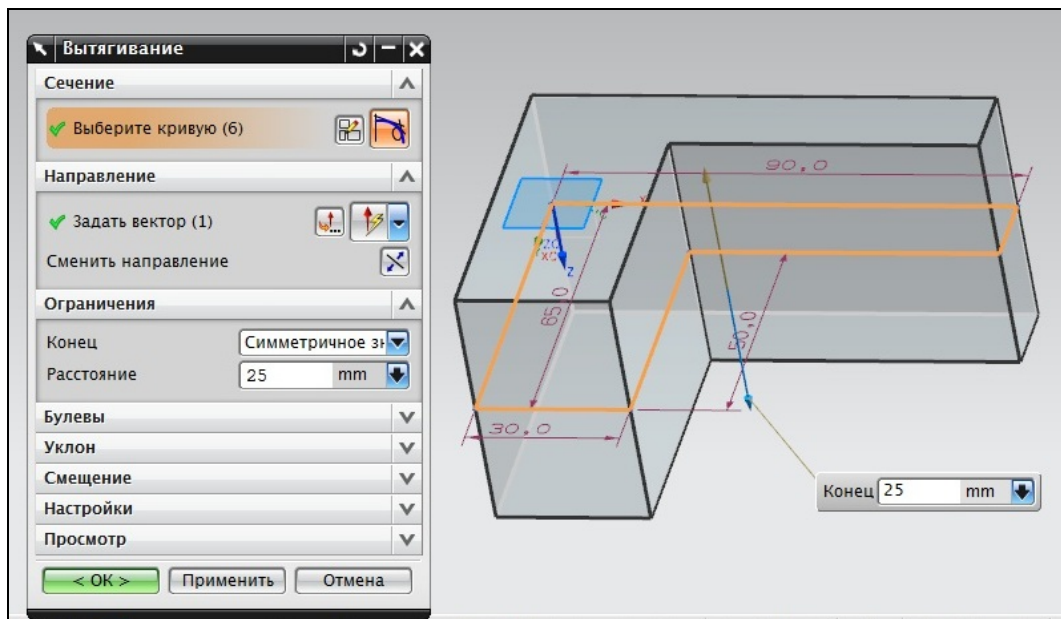 Вытягивание
Сечение
Выберите кривую (6)
Направление
Задать вектор (1)
Сменить направление
Ограничения
Конец Симметричное зн
Расстояние 25 mm
Булевы
Уклон
Смещение
Настройки
Просмотр
< ОК > Применить Отмена
90,0
X
Z
65,0
50,0
30,0
Конец 25 mm